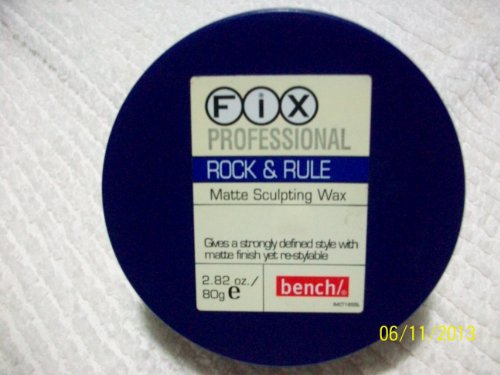 FiX
PROFESSIONAL
ROCK & RULE
Matte Sculpting Wax
Gives a strongly defined style with
matte finish yet re-stylable
2.82 oz./
80g e
bench/.
06/11/2013